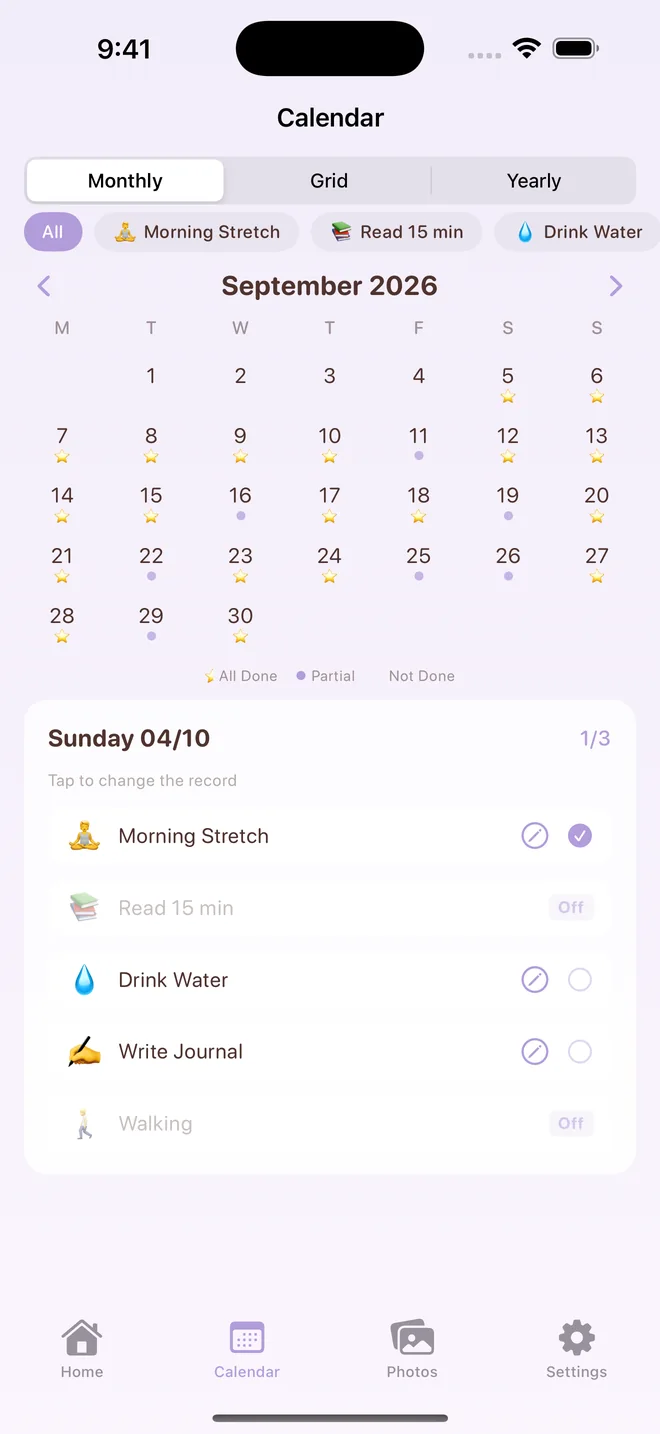 9:41
Calendar
Monthly Grid Yearly
All Morning Stretch Read 15 min Drink Water
September 2026
M T W T F S S
1 2 3 4 5 6
7 8 9 10 11 12 13
14 15 16 17 18 19 20
21 22 23 24 25 26 27
28 29 30
All Done Partial Not Done
Sunday 04/10 1/3
Tap to change the record
Morning Stretch
Read 15 min Off
Drink Water
Write Journal
Walking Off
Home Calendar Photos Settings